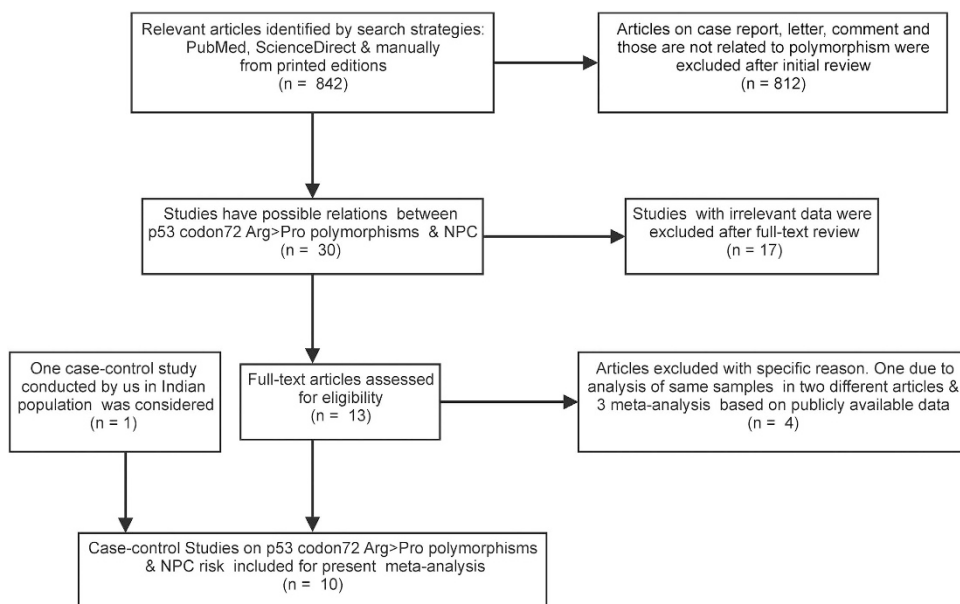 Relevant articles identified by search strategies:
PubMed, ScienceDirect & manually
from printed editions
(n = 842)
Articles on case report, letter, comment and
those are not related to polymorphism were
excluded after initial review
(n = 812)
Studies have possible relations between
p53 codon72 Arg>Pro polymorphisms & NPC
(n = 30)
Studies with irrelevant data were
excluded after full-text review
(n = 17)
One case-control study
conducted by us in Indian
population was considered
(n = 1)
Full-text articles assessed
for eligibility
(n = 13)
Articles excluded with specific reason. One due to
analysis of same samples in two different articles &
3 meta-analysis based on publicly available data
(n = 4)
Case-control Studies on p53 codon72 Arg>Pro polymorphisms
& NPC risk included for present meta-analysis
(n = 10)